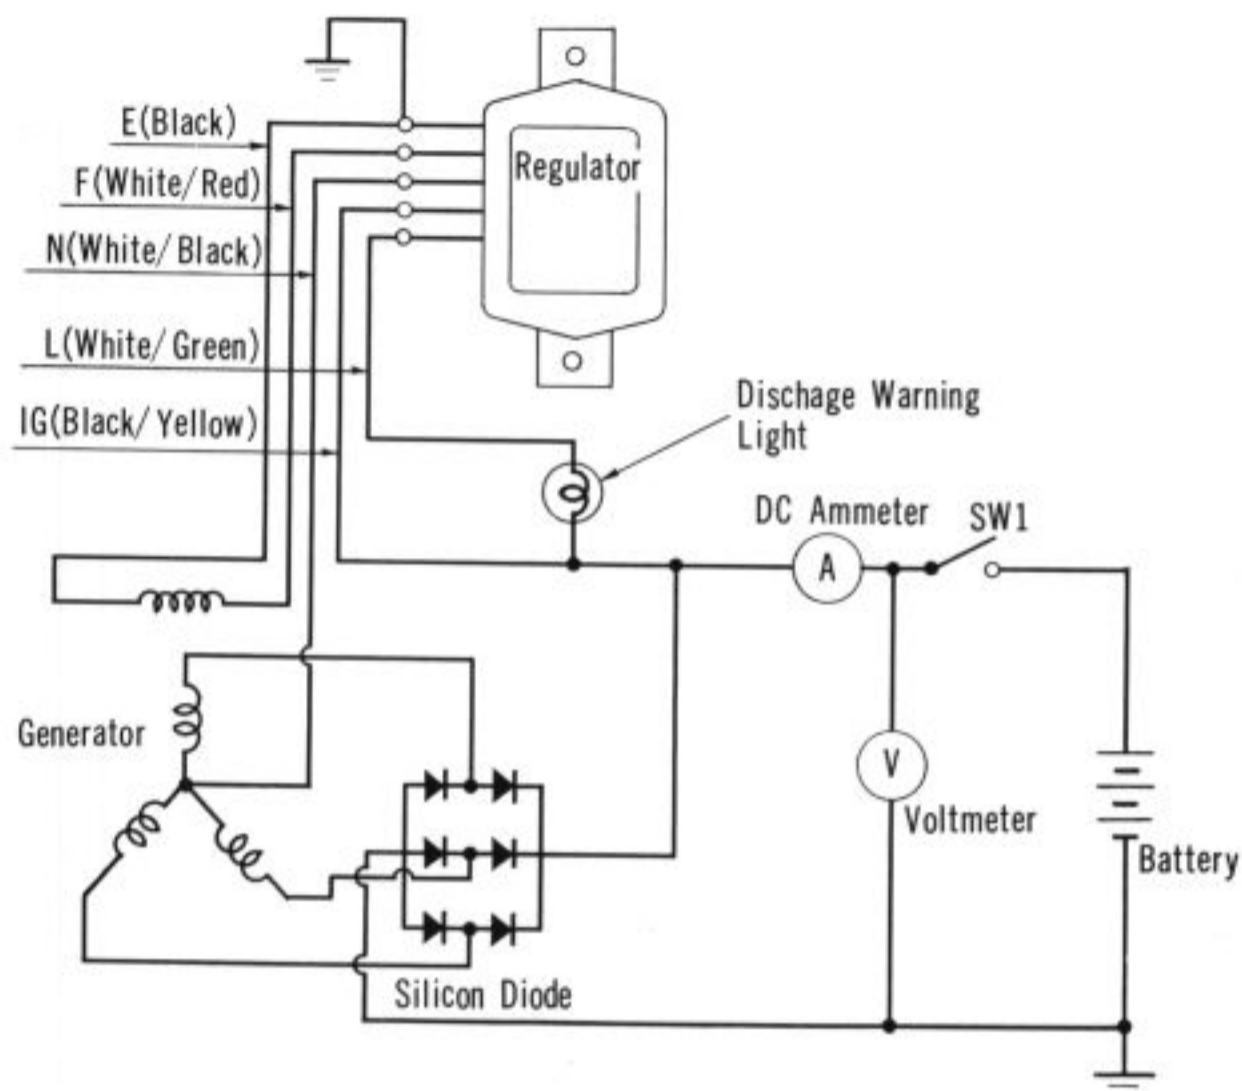 E(Black)
F(White/Red)
Regulator
N(White/Black)
L(White/Green)
IG(Black/Yellow)
Dischage Warning
Light
DC Ammeter
SW1
A
Generator
V
Voltmeter
Battery
Silicon Diode